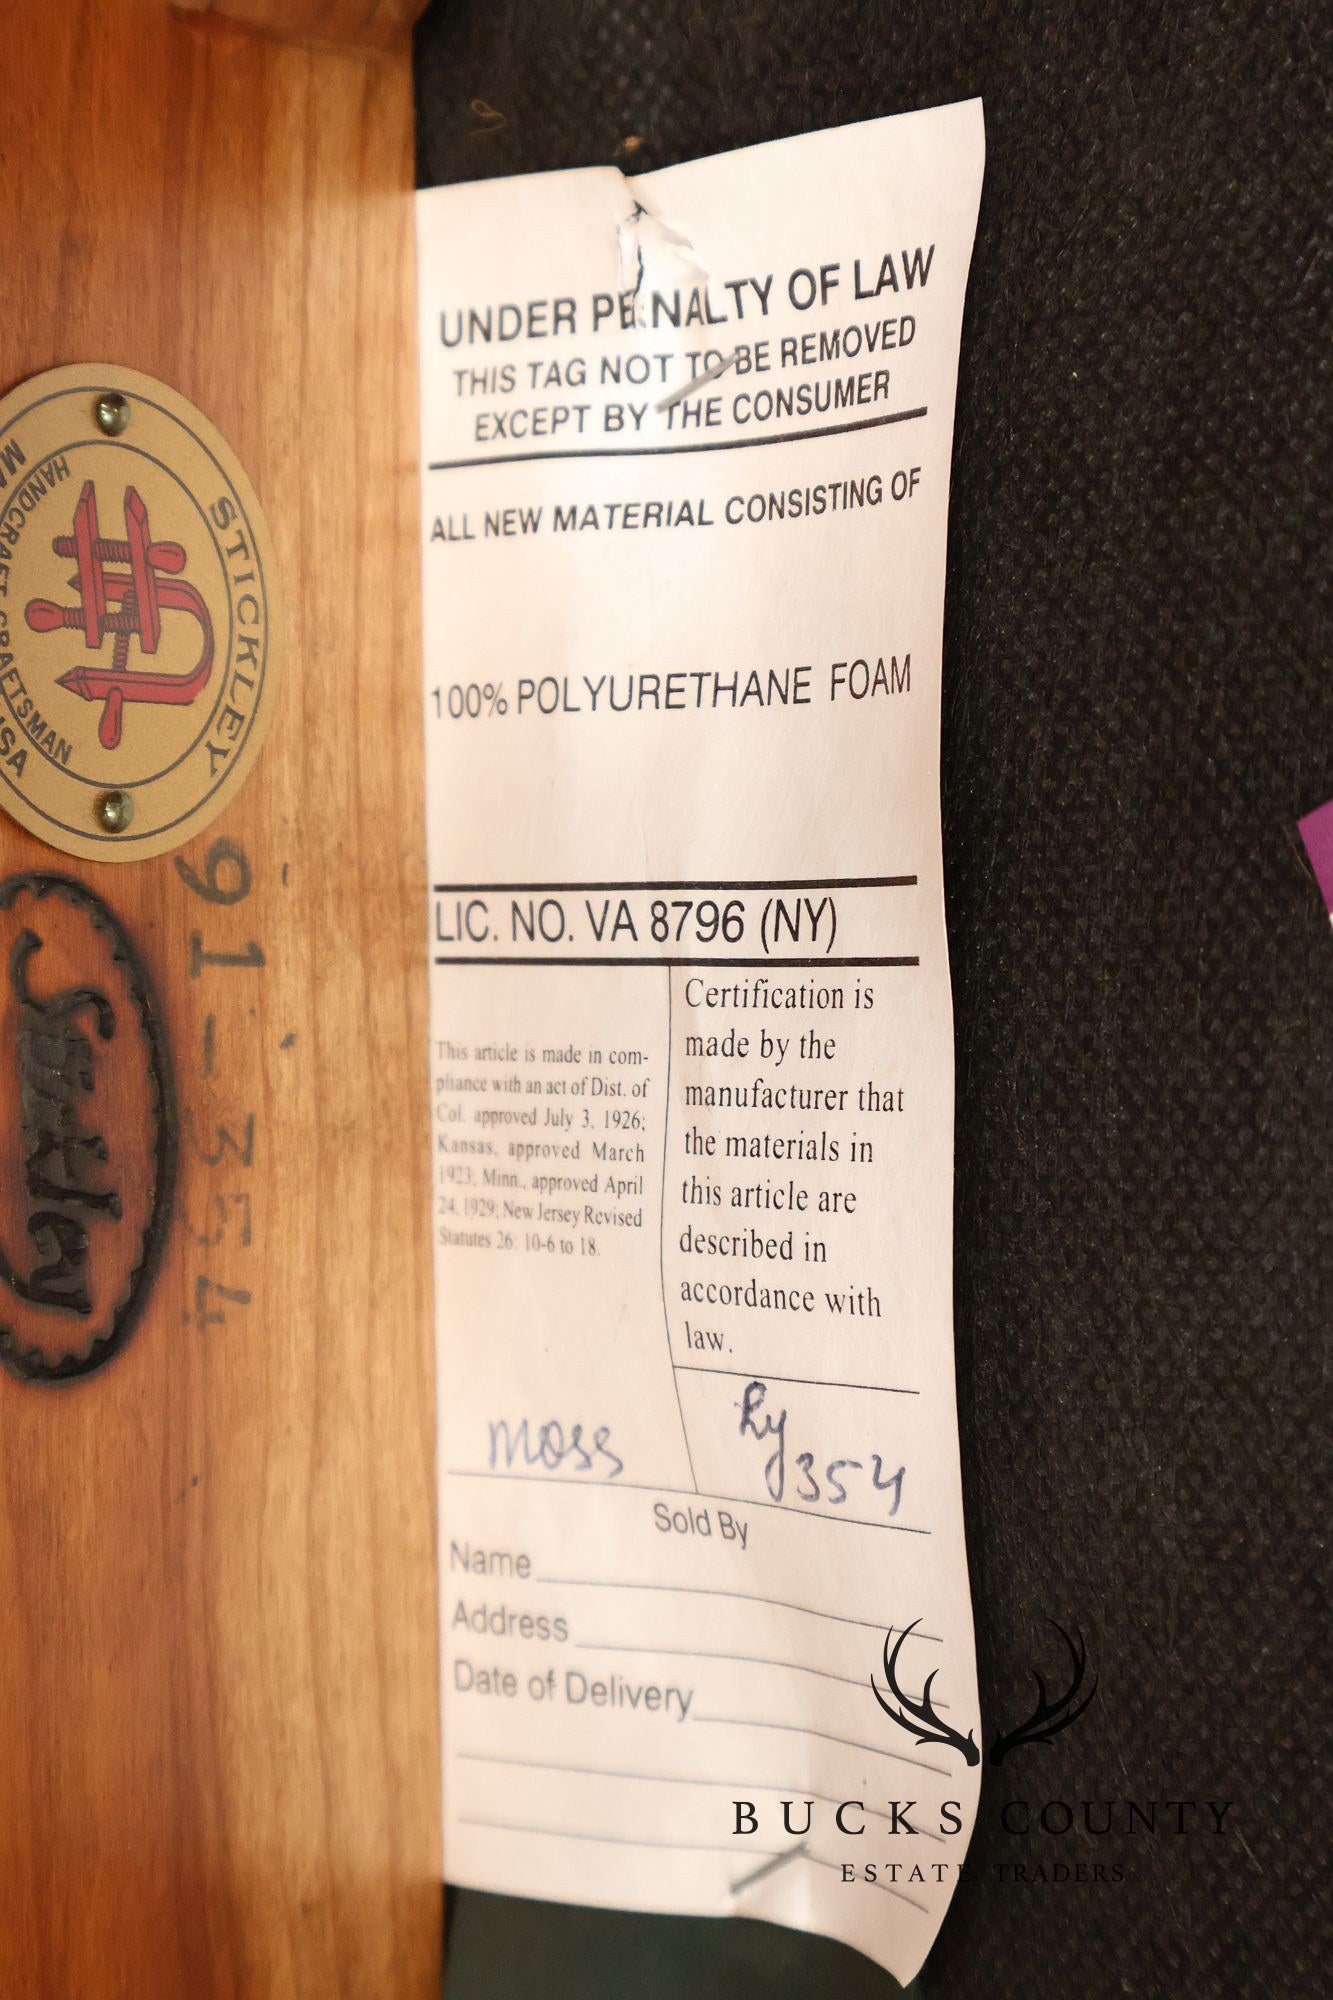 UNDER PENALTY OF LAW
THIS TAG NOT TO BE REMOVED
EXCEPT BY THE CONSUMER
ALL NEW MATERIAL CONSISTING OF
100% POLYURETHANE FOAM
LIC. NO. VA 8796 (NY)
This article is made in com-
pliance with an act of Dist. of
Col. approved July 3, 1926;
Kansas, approved March
1923; Minn., approved April
24, 1929; New Jersey Revised
Statutes 26: 10-6 to 18.
Certification is
made by the
manufacturer that
the materials in
this article are
described in
accordance with
law.
Moss
354
Sold By
Name
Address
Date of Delivery
STICKLEY
HANDCRAFT CRAFTSMAN
USA
91-354
Stickley
BUCKS COUNTY
ESTATE TRADERS